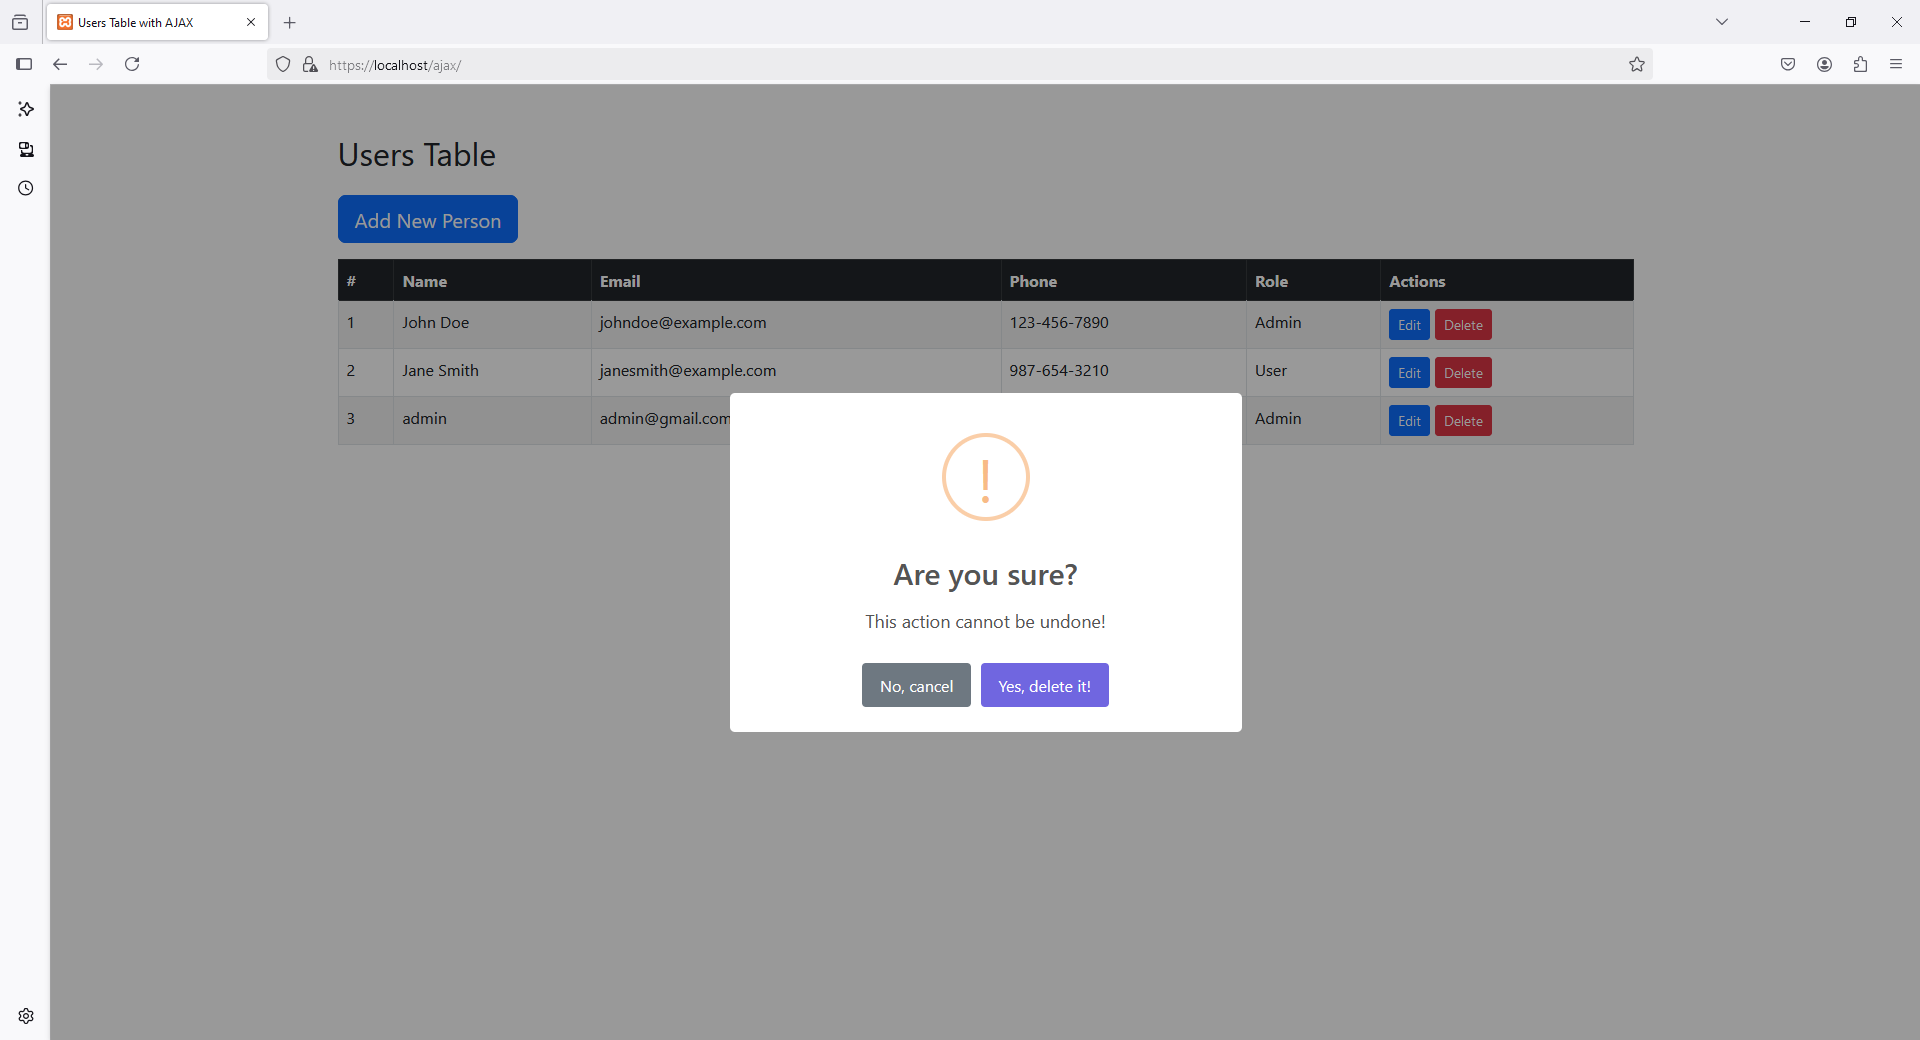 Users Table with AJAX
https://localhost/ajax/
Users Table
Add New Person
# Name Email Phone Role Actions
1 John Doe johndoe@example.com 123-456-7890 Admin Edit Delete
2 Jane Smith janesmith@example.com 987-654-3210 User Edit Delete
3 admin admin@gmail.com Admin Edit Delete
!
Are you sure?
This action cannot be undone!
No, cancel Yes, delete it!